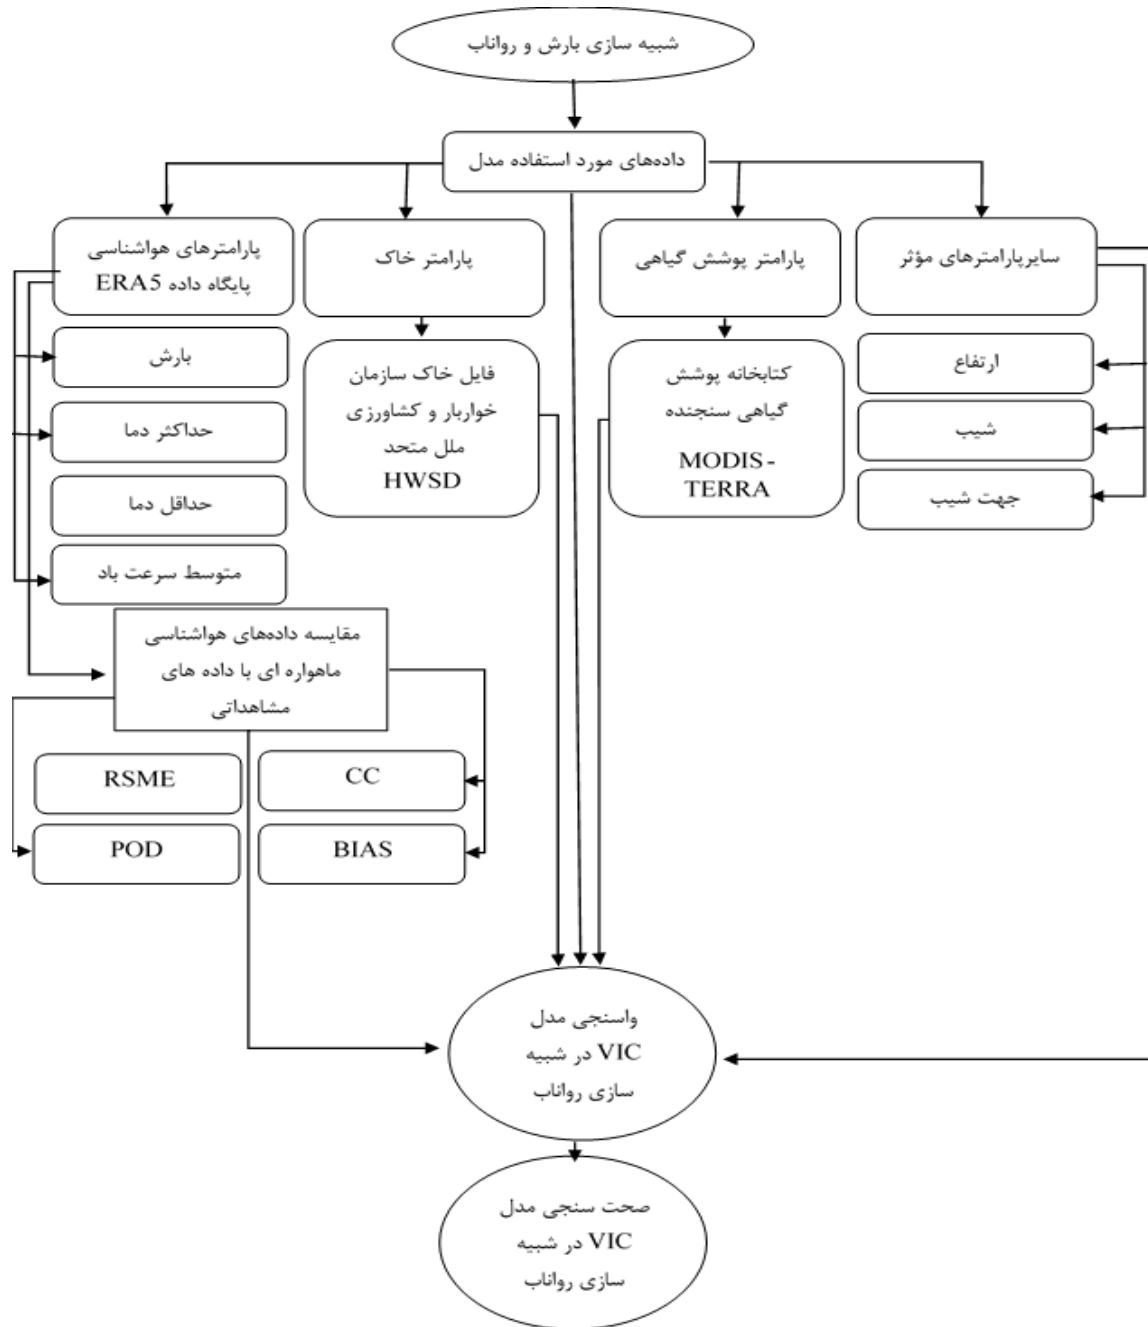 شبیه سازی بارش و رواناب
داده‌های مورد استفاده مدل
سایرپارامترهای مؤثر
پارامتر پوشش گیاهی
پارامتر خاک
پارامترهای هواشناسی
پایگاه داده ERA5
ارتفاع
شیب
جهت شیب
کتابخانه پوشش
گیاهی سنجنده
MODIS-
TERRA
فایل خاک سازمان
خواربار و کشاورزی
ملل متحد
HWSD
بارش
حداکثر دما
حداقل دما
متوسط سرعت باد
مقایسه داده‌های هواشناسی
ماهواره ای با داده های
مشاهداتی
CC
RSME
BIAS
POD
واسنجی مدل
VIC در شبیه
سازی رواناب
صحت سنجی مدل
VIC در شبیه
سازی رواناب